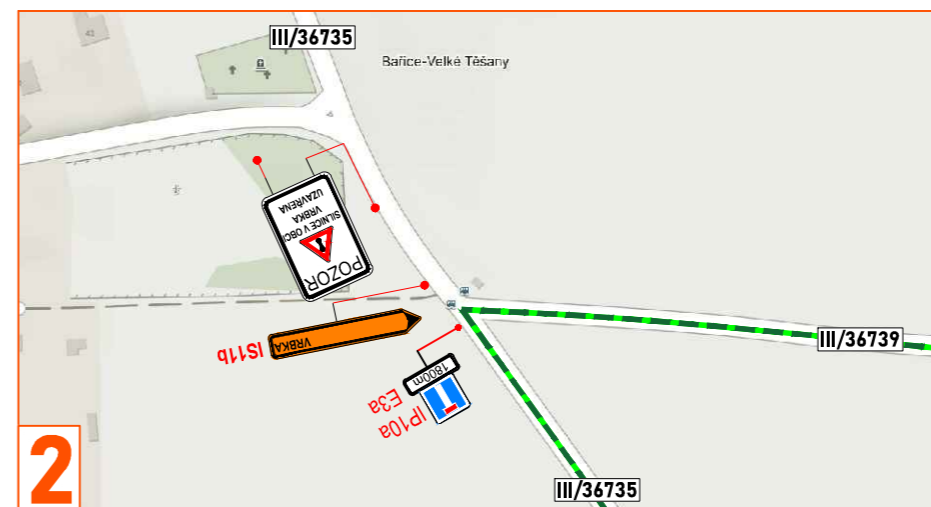 III/36735
Bařice-Velké Těšany
42
POZOR
SILNICE V OBCI
VRBKA
UZAVŘENA
IS11b
VRBKA
III/36739
1800m
E3a
IP10a
2
III/36735